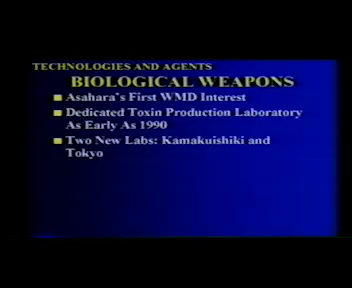 TECHNOLOGIES AND AGENTS
BIOLOGICAL WEAPONS
Asahara's First WMD Interest
Dedicated Toxin Production Laboratory
As Early As 1990
Two New Labs: Kamakuishiki and
Tokyo